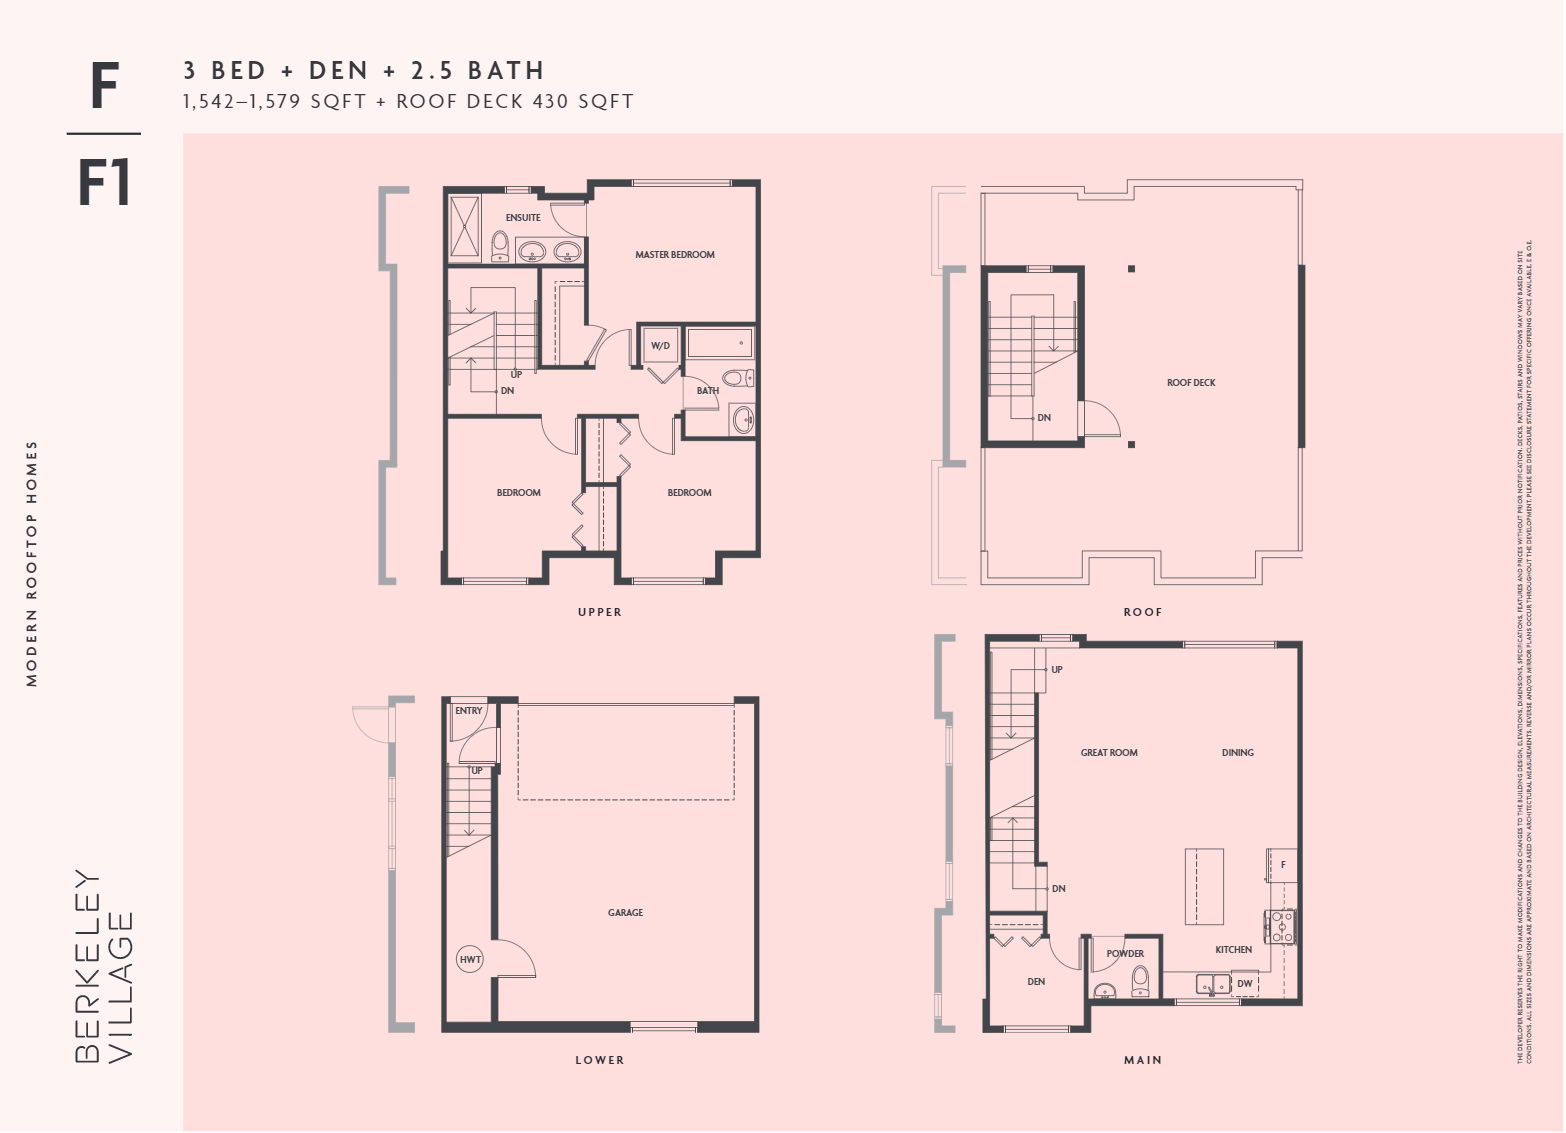 F
F1
3 BED + DEN + 2.5 BATH
1,542–1,579 SQFT + ROOF DECK 430 SQFT
MODERN ROOFTOP HOMES
BERKELEY
VILLAGE
ENSUITE
MASTER BEDROOM
W/D
UP
DN
BATH
BEDROOM
BEDROOM
UPPER
ROOF DECK
DN
ROOF
ENTRY
UP
GARAGE
HWT
LOWER
UP
GREAT ROOM
DINING
F
DN
KITCHEN
POWDER
DEN
DW
MAIN
THE DEVELOPER RESERVES THE RIGHT TO MAKE MODIFICATIONS AND CHANGES TO THE BUILDING DESIGN, ELEVATIONS, DIMENSIONS, SPECIFICATIONS, FEATURES AND PRICES WITHOUT PRIOR NOTIFICATION. DECKS, PATIOS, STAIRS AND WINDOWS MAY VARY BASED ON SITE
CONDITIONS. ALL SIZES AND DIMENSIONS ARE APPROXIMATE AND BASED ON ARCHITECTURAL MEASUREMENTS. REVERSE AND/OR MIRROR PLANS OCCUR THROUGHOUT THE DEVELOPMENT. PLEASE SEE DISCLOSURE STATEMENT FOR SPECIFIC OFFERING ONCE AVAILABLE. E & O.E.